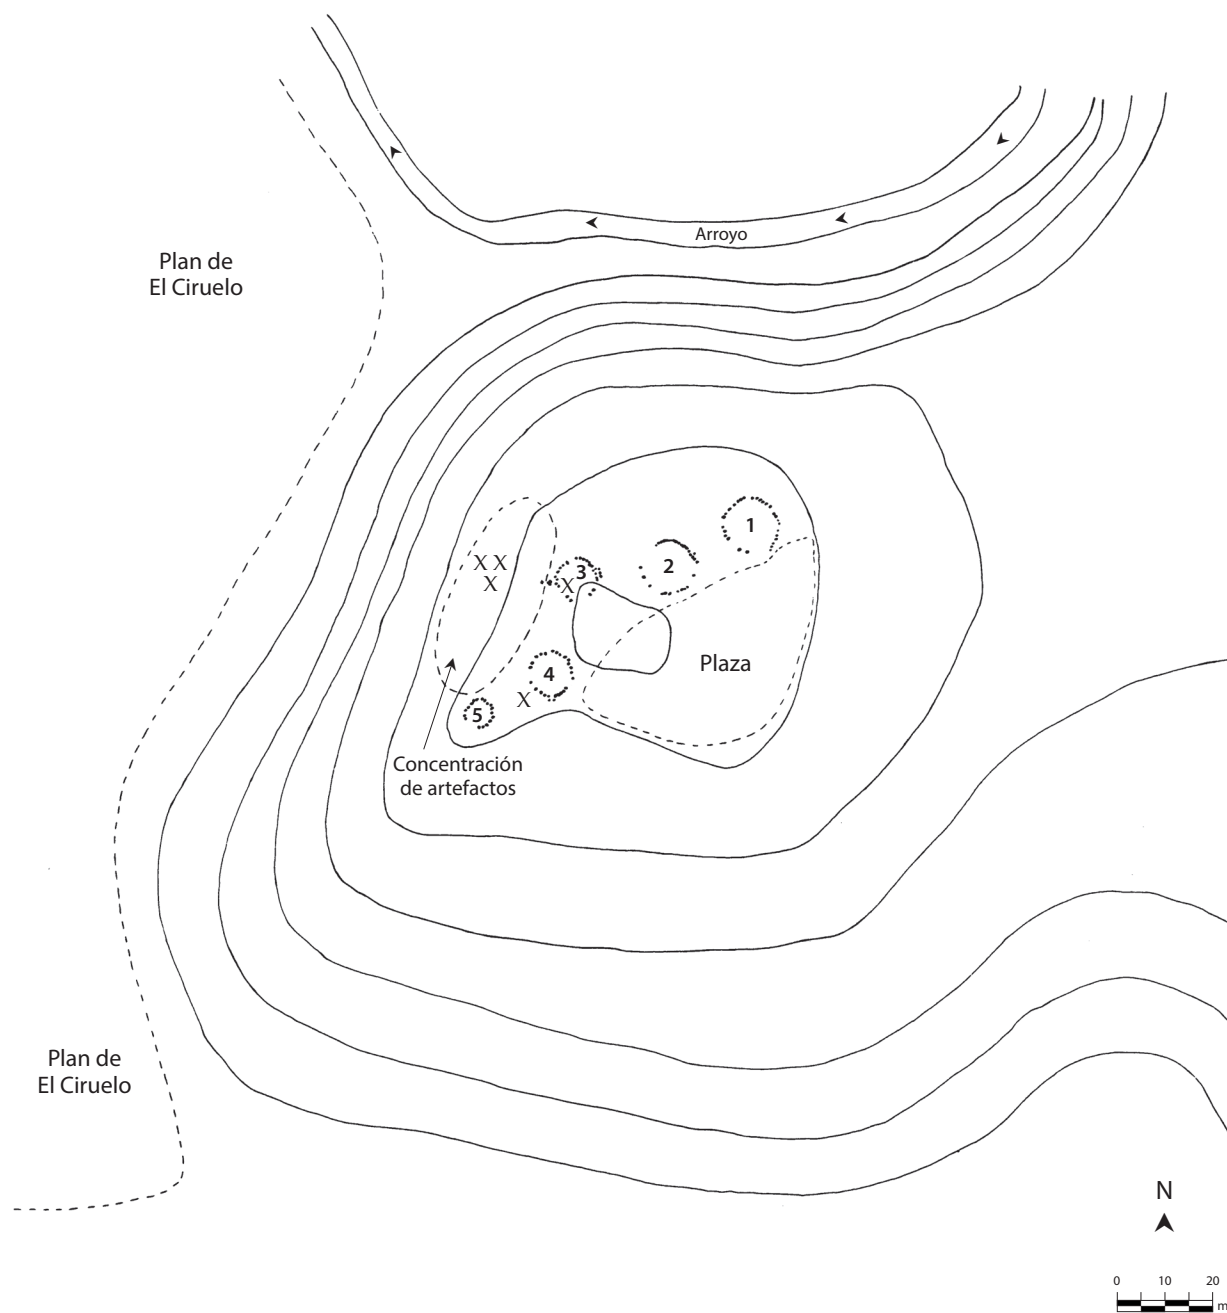 Arroyo
Plan de
El Ciruelo
1
2
3
X X
X
X
Plaza
4
X
5
Concentración
de artefactos
Plan de
El Ciruelo
N
0 10 20
m